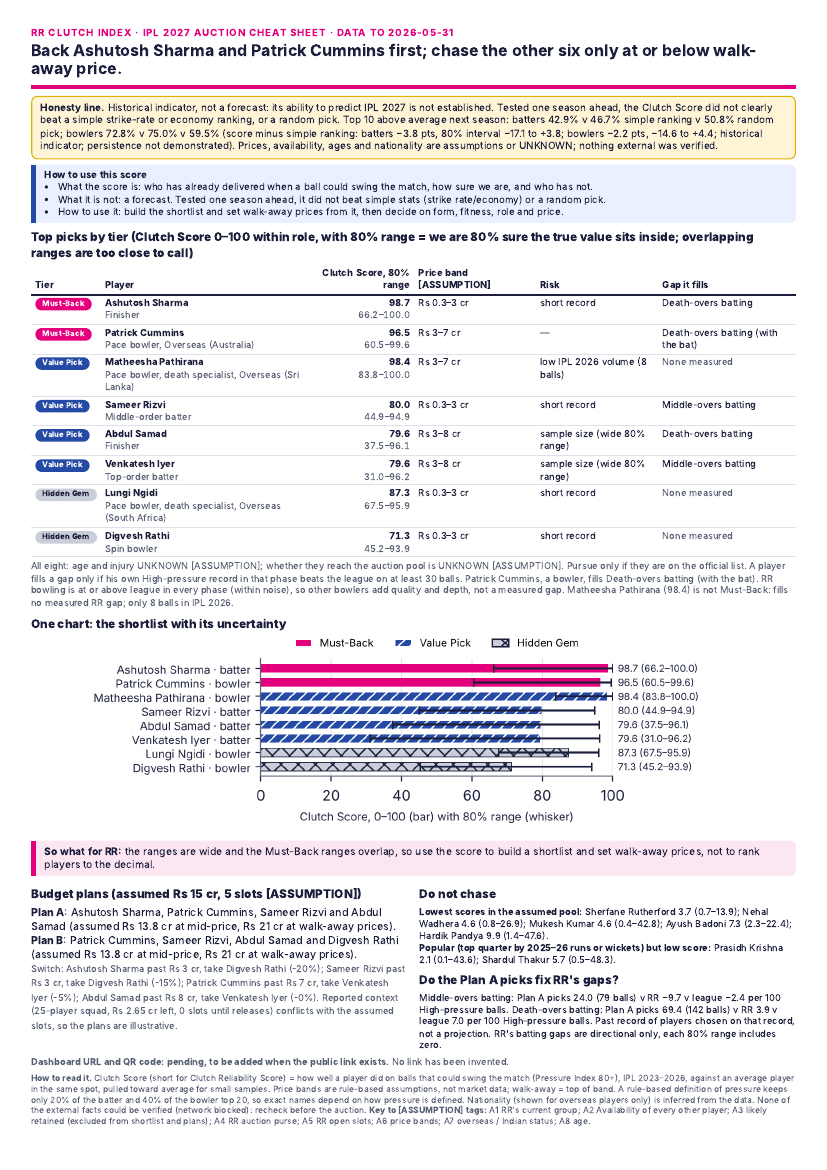 RR CLUTCH INDEX · IPL 2027 AUCTION CHEAT SHEET · DATA TO 2026-05-31
Back Ashutosh Sharma and Patrick Cummins first; chase the other six only at or below walk-
away price.
Honesty line. Historical indicator, not a forecast: its ability to predict IPL 2027 is not established. Tested one season ahead, the Clutch Score did not clearly
beat a simple strike-rate or economy ranking, or a random pick. Top 10 above average next season: batters 42.9% v 46.7% simple ranking v 50.8% random
pick; bowlers 72.8% v 75.0% v 59.5% (score minus simple ranking: batters −3.8 pts, 80% interval −17.1 to +3.8; bowlers −2.2 pts, −14.6 to +4.4; historical
indicator; persistence not demonstrated). Prices, availability, ages and nationality are assumptions or UNKNOWN; nothing external was verified.
How to use this score
• What the score is: who has already delivered when a ball could swing the match, how sure we are, and who has not.
• What it is not: a forecast. Tested one season ahead, it did not beat simple stats (strike rate/economy) or a random pick.
• How to use it: build the shortlist and set walk-away prices from it, then decide on form, fitness, role and price.
Top picks by tier (Clutch Score 0–100 within role, with 80% range = we are 80% sure the true value sits inside; overlapping
ranges are too close to call)
Tier Player Clutch Score, 80% range Price band [ASSUMPTION] Risk Gap it fills
Must-Back Ashutosh Sharma 98.7 Rs 0.3–3 cr short record Death-overs batting
Finisher 66.2–100.0
Must-Back Patrick Cummins 96.5 Rs 3–7 cr — Death-overs batting (with
Pace bowler, Overseas (Australia) 60.5–99.6 the bat)
Value Pick Matheesha Pathirana 98.4 Rs 3–7 cr low IPL 2026 volume (8 None measured
Pace bowler, death specialist, Overseas (Sri 83.8–100.0 balls)
Lanka)
Value Pick Sameer Rizvi 80.0 Rs 0.3–3 cr short record Middle-overs batting
Middle-order batter 44.9–94.9
Value Pick Abdul Samad 79.6 Rs 3–8 cr sample size (wide 80% Death-overs batting
Finisher 37.5–96.1 range)
Value Pick Venkatesh Iyer 79.6 Rs 3–8 cr sample size (wide 80% Middle-overs batting
Top-order batter 31.0–96.2 range)
Hidden Gem Lungi Ngidi 87.3 Rs 0.3–3 cr short record None measured
Pace bowler, death specialist, Overseas 67.5–95.9
(South Africa)
Hidden Gem Digvesh Rathi 71.3 Rs 0.3–3 cr short record None measured
Spin bowler 45.2–93.9
All eight: age and injury UNKNOWN [ASSUMPTION]; whether they reach the auction pool is UNKNOWN [ASSUMPTION]. Pursue only if they are on the official list. A player
fills a gap only if his own High-pressure record in that phase beats the league on at least 30 balls. Patrick Cummins, a bowler, fills Death-overs batting (with the bat). RR
bowling is at or above league in every phase (within noise), so other bowlers add quality and depth, not a measured gap. Matheesha Pathirana (98.4) is not Must-Back: fills
no measured RR gap; only 8 balls in IPL 2026.
One chart: the shortlist with its uncertainty
Must-Back Value Pick Hidden Gem
Ashutosh Sharma · batter 98.7 (66.2–100.0)
Patrick Cummins · bowler 96.5 (60.5–99.6)
Matheesha Pathirana · bowler 98.4 (83.8–100.0)
Sameer Rizvi · batter 80.0 (44.9–94.9)
Abdul Samad · batter 79.6 (37.5–96.1)
Venkatesh Iyer · batter 79.6 (31.0–96.2)
Lungi Ngidi · bowler 87.3 (67.5–95.9)
Digvesh Rathi · bowler 71.3 (45.2–93.9)
0 20 40 60 80 100
Clutch Score, 0–100 (bar) with 80% range (whisker)
So what for RR: the ranges are wide and the Must-Back ranges overlap, so use the score to build a shortlist and set walk-away prices, not to rank
players to the decimal.
Budget plans (assumed Rs 15 cr, 5 slots [ASSUMPTION])
Plan A: Ashutosh Sharma, Patrick Cummins, Sameer Rizvi and Abdul
Samad (assumed Rs 13.8 cr at mid-price, Rs 21 cr at walk-away prices).
Plan B: Patrick Cummins, Sameer Rizvi, Abdul Samad and Digvesh Rathi
(assumed Rs 13.8 cr at mid-price, Rs 21 cr at walk-away prices).
Switch: Ashutosh Sharma past Rs 3 cr, take Digvesh Rathi (-20%); Sameer Rizvi past
Rs 3 cr, take Digvesh Rathi (-15%); Patrick Cummins past Rs 7 cr, take Venkatesh
Iyer (-5%); Abdul Samad past Rs 8 cr, take Venkatesh Iyer (-0%). Reported context
(25-player squad, Rs 2.65 cr left, 0 slots until releases) conflicts with the assumed
slots, so the plans are illustrative.
Do not chase
Lowest scores in the assumed pool: Sherfane Rutherford 3.7 (0.7–13.9); Nehal
Wadhera 4.6 (0.8–26.9); Mukesh Kumar 4.6 (0.4–42.8); Ayush Badoni 7.3 (2.3–22.4);
Hardik Pandya 9.9 (1.4–47.6).
Popular (top quarter by 2025–26 runs or wickets) but low score: Prasidh Krishna
2.1 (0.1–43.6); Shardul Thakur 5.7 (0.5–48.3).
Do the Plan A picks fix RR's gaps?
Middle-overs batting: Plan A picks 24.0 (79 balls) v RR −9.7 v league −2.4 per 100
High-pressure balls. Death-overs batting: Plan A picks 69.4 (142 balls) v RR 3.9 v
league 7.0 per 100 High-pressure balls. Past record of players chosen on that record,
not a projection. RR's batting gaps are directional only, each 80% range includes
zero.
Dashboard URL and QR code: pending, to be added when the public link exists. No link has been invented.
How to read it. Clutch Score (short for Clutch Reliability Score) = how well a player did on balls that could swing the match (Pressure Index 80+), IPL 2023–2026, against an average player
in the same spot, pulled toward average for small samples. Price bands are rule-based assumptions, not market data; walk-away = top of band. A rule-based definition of pressure keeps
only 20% of the batter and 40% of the bowler top 20, so exact names depend on how pressure is defined. Nationality (shown for overseas players only) is inferred from the data. None of
the external facts could be verified (network blocked): recheck before the auction. Key to [ASSUMPTION] tags: A1 RR's current group; A2 Availability of every other player; A3 likely
retained (excluded from shortlist and plans); A4 RR auction purse; A5 RR open slots; A6 price bands; A7 overseas / Indian status; A8 age.